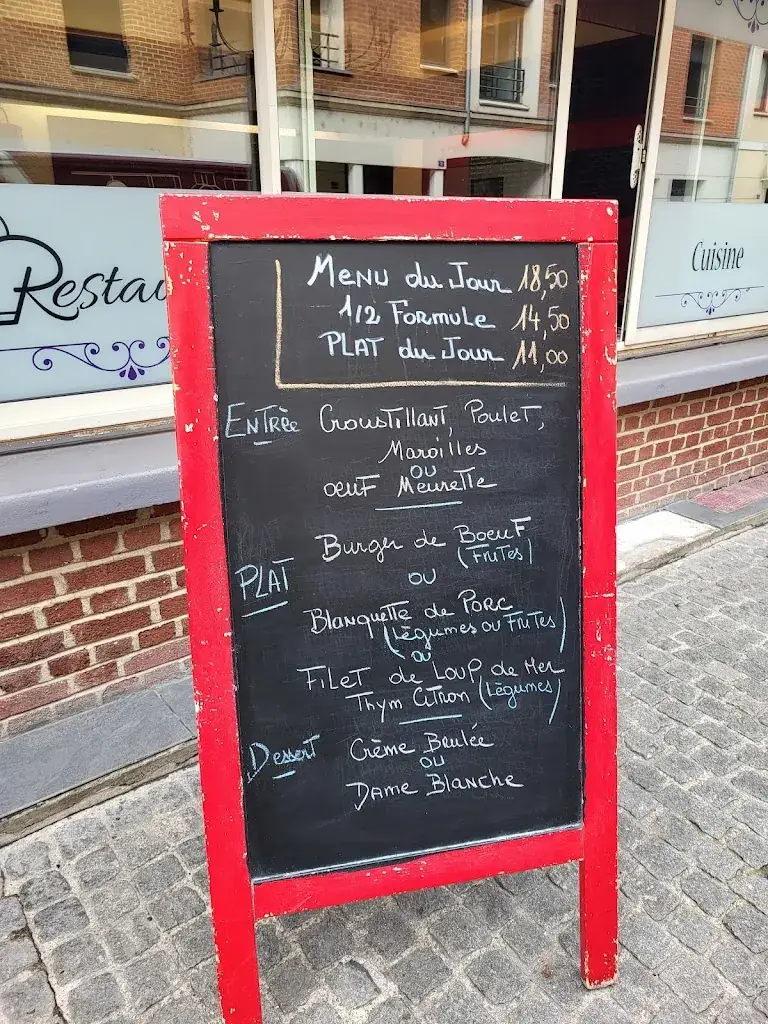 Restau
Cuisine
MENU du Jour 18,50
1/2 FORMULE 14,50
PLAT du Jour 11,00
ENTRÈE CROUSTILLANT, POULET,
MAROILLES
OU
OEUF MEURETTE
PLAT
BURGER de BOEUF
(FRITES)
OU
BLANQUETTE de PORC
(LÉGUMES OU FRITES)
OU
FILET de LOUP de MER
THYM CITRON (LÉGUMES)
DESSERT CRÈME BRULÉE
OU
DAME BLANCHE